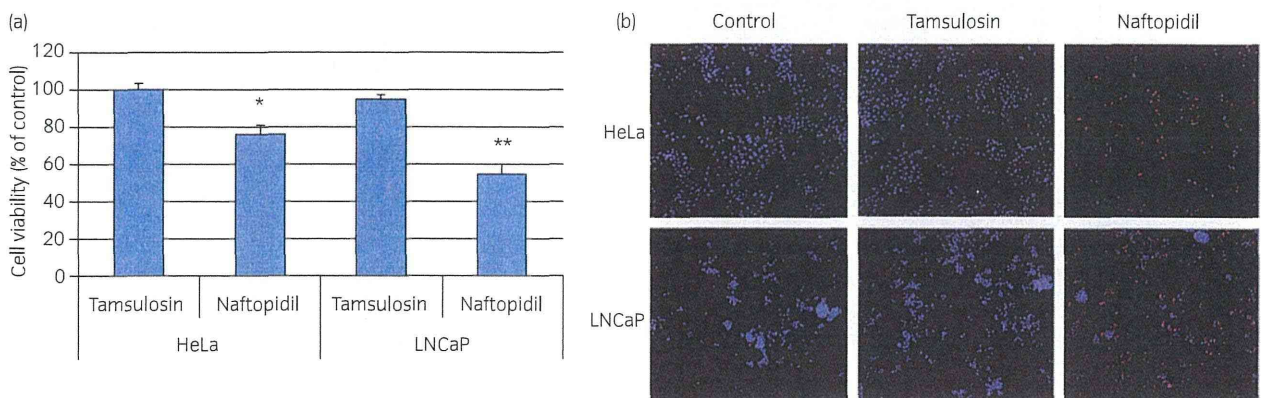 (a)
Cell viability (% of control)
120
100
80
60
40
20
0
*
**
Tamsulosin Naftopidil Tamsulosin Naftopidil
HeLa LNCaP
(b)
Control Tamsulosin Naftopidil
HeLa
LNCaP